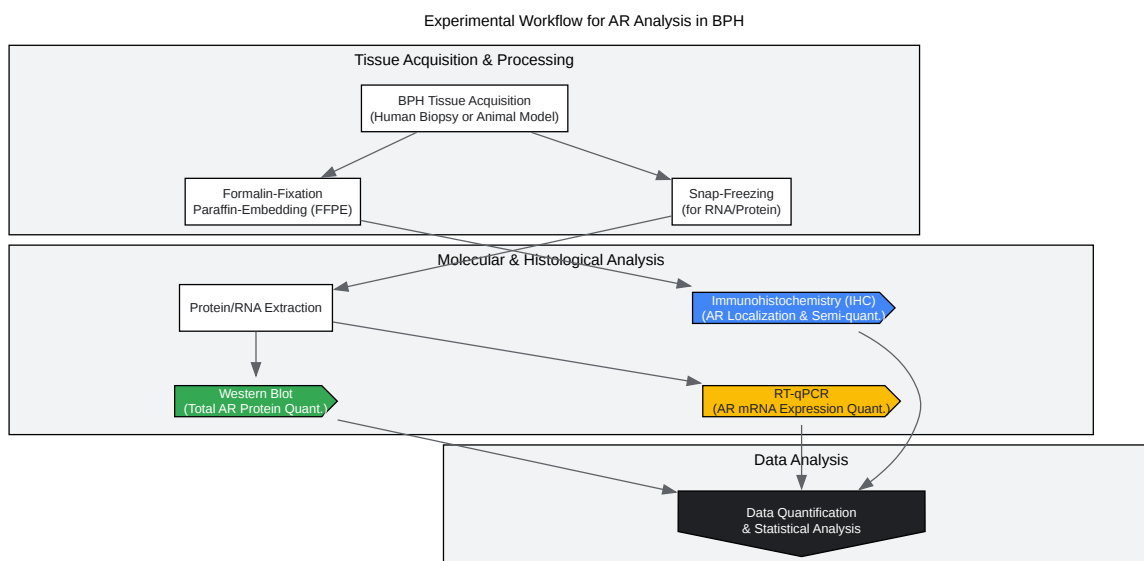 Experimental Workflow for AR Analysis in BPH
Tissue Acquisition & Processing
BPH Tissue Acquisition
(Human Biopsy or Animal Model)
Formalin-Fixation
Paraffin-Embedding (FFPE)
Snap-Freezing
(for RNA/Protein)
Molecular & Histological Analysis
Protein/RNA Extraction
Immunohistochemistry (IHC)
(AR Localization & Semi-quant.)
Western Blot
(Total AR Protein Quant.)
RT-qPCR
(AR mRNA Expression Quant.)
Data Analysis
Data Quantification
& Statistical Analysis